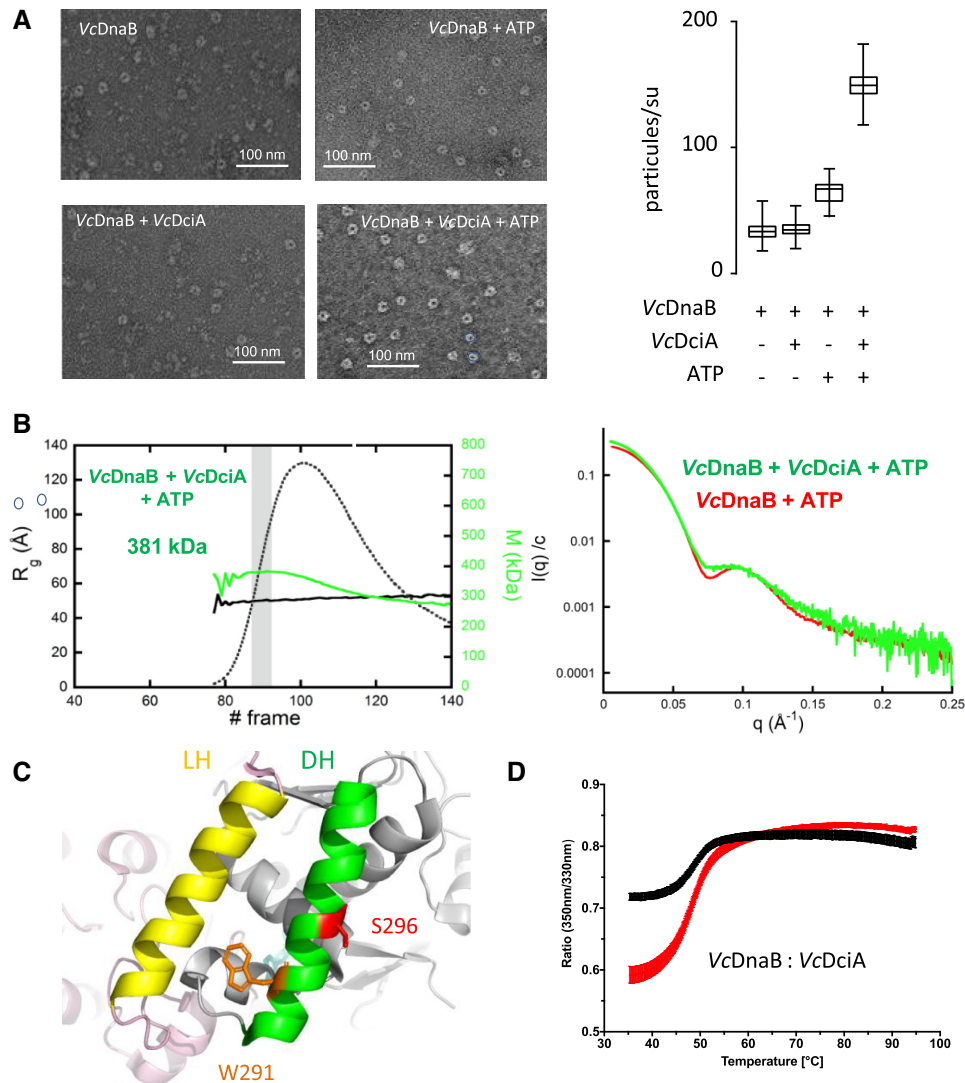 A
VcDnaB
100 nm
VcDnaB + ATP
100 nm
VcDnaB + VcDciA
100 nm
VcDnaB + VcDciA + ATP
100 nm
particules/su
200
100
0
VcDnaB + + + +
VcDciA - + - +
ATP - - + +
B
Rg (Å)
140
120
100
80
60
40
20
0
VcDnaB + VcDciA
+ ATP
381 kDa
800
700
600
500
400
300
200
100
0
M (kDa)
40 60 80 100 120 140
# frame
I(q) /c
0.1
0.01
0.001
0.0001
VcDnaB + VcDciA + ATP
VcDnaB + ATP
0 0.05 0.1 0.15 0.2 0.25
q (Å⁻¹)
C
LH
DH
S296
W291
D
Ratio (350nm/330nm)
0.9
0.8
0.7
0.6
0.5
VcDnaB : VcDciA
30 40 50 60 70 80 90 100
Temperature [°C]